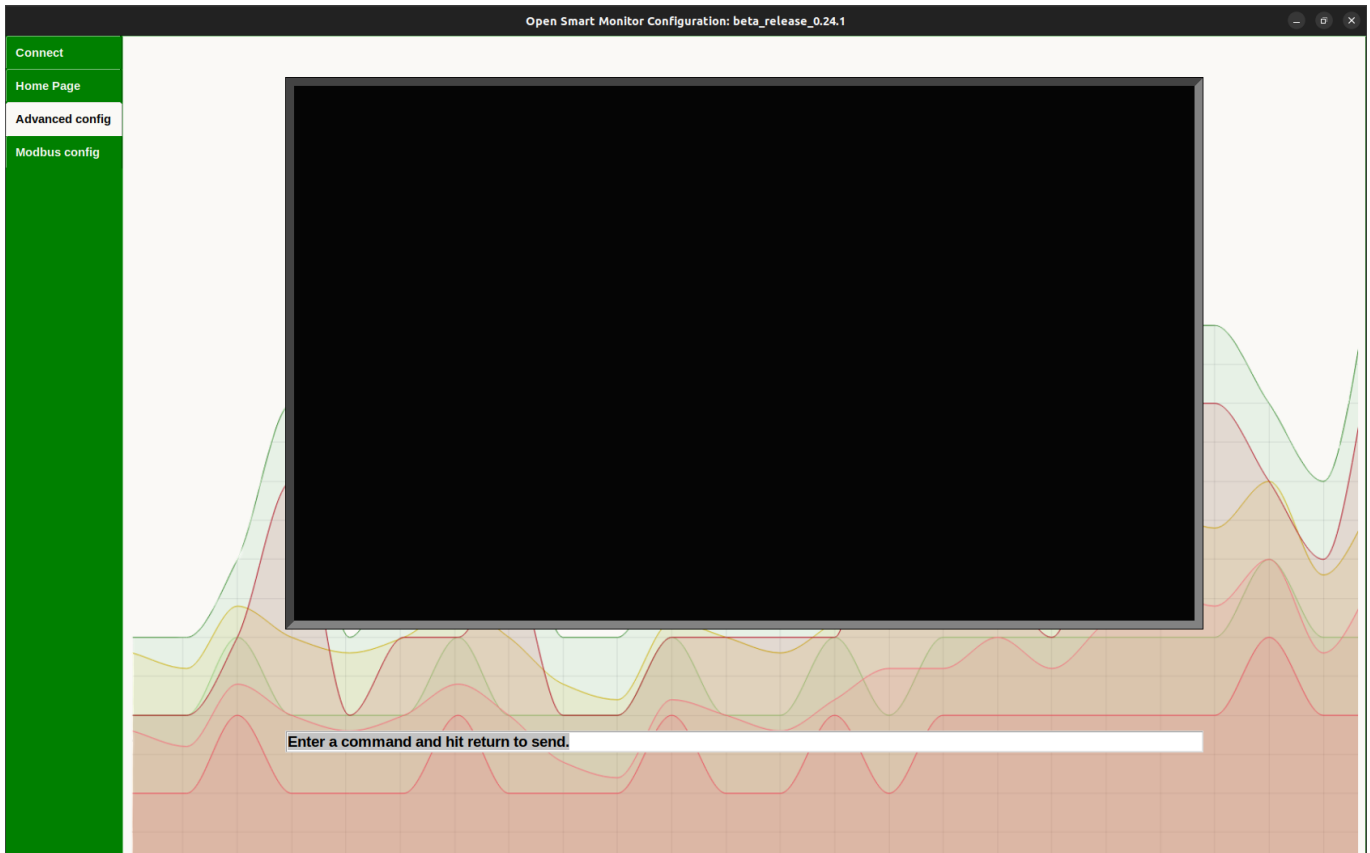 Open Smart Monitor Configuration: beta_release_0.24.1
Connect
Home Page
Advanced config
Modbus config
Enter a command and hit return to send.